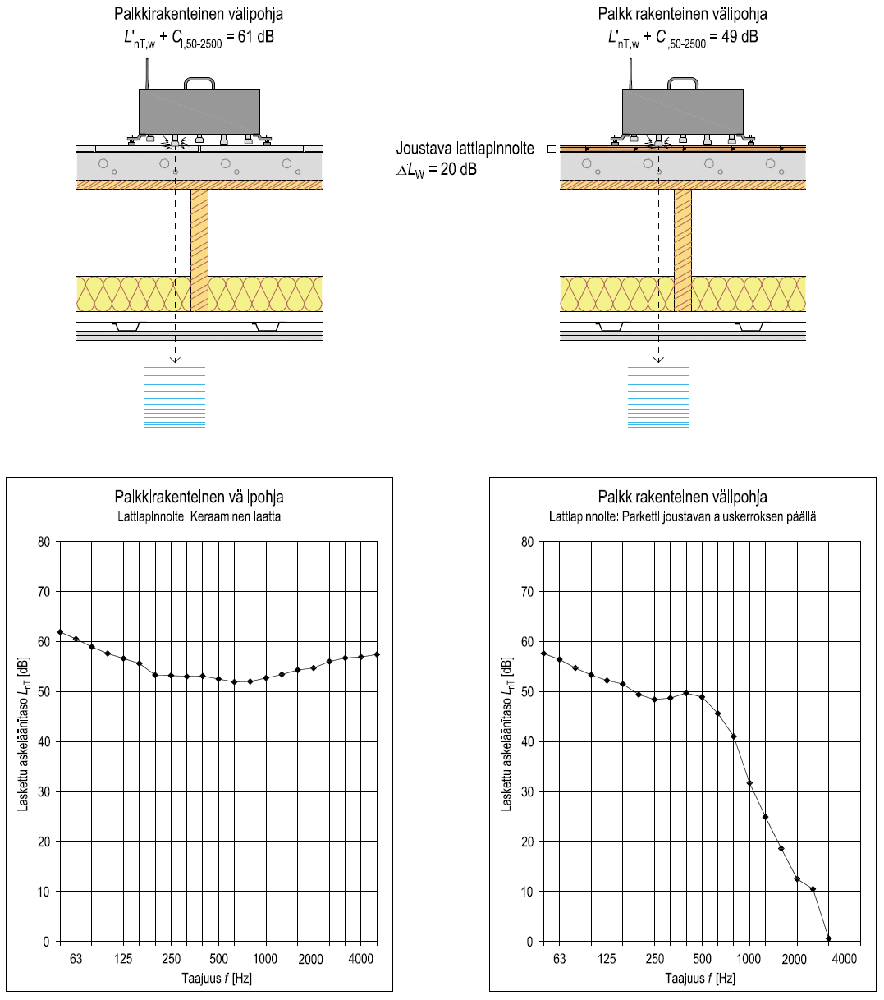 Palkkirakenteinen välipohja
L'nT,w + CI,50-2500 = 61 dB
Palkkirakenteinen välipohja
L'nT,w + CI,50-2500 = 49 dB
Joustava lattiapinnoite
ΔLW = 20 dB
Palkkirakenteinen välipohja
Lattiapinnoite: Keraaminen laatta
80
70
60
50
40
30
20
10
0
Laskettu askeläänitaso LnT [dB]
63 125 250 500 1000 2000 4000
Taajuus f [Hz]
Palkkirakenteinen välipohja
Lattiapinnoite: Parketti joustavan aluskerroksen päällä
80
70
60
50
40
30
20
10
0
Laskettu askeläänitaso LnT [dB]
63 125 250 500 1000 2000 4000
Taajuus f [Hz]